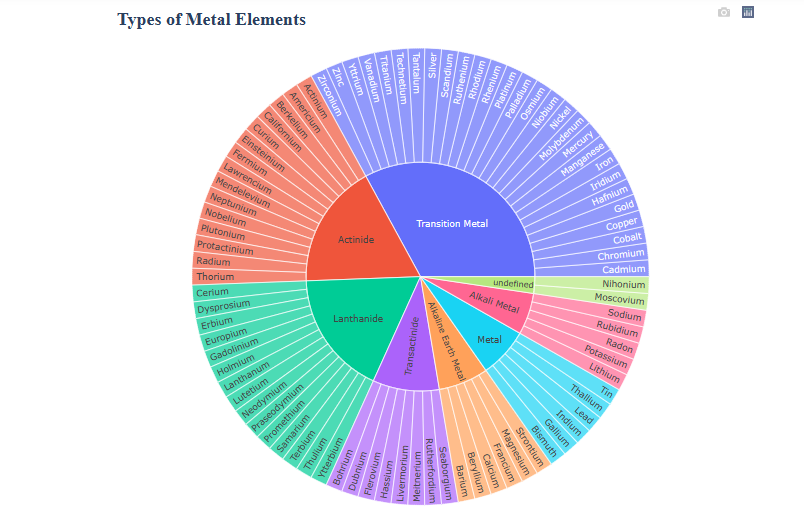 Types of Metal Elements
Transition Metal
Cadmium
Chromium
Cobalt
Copper
Gold
Hafnium
Iridium
Iron
Manganese
Mercury
Molybdenum
Nickel
Niobium
Osmium
Palladium
Platinum
Rhenium
Rhodium
Ruthenium
Scandium
Silver
Tantalum
Technetium
Titanium
Vanadium
Yttrium
Zinc
Zirconium
Actinide
Actinium
Americium
Berkelium
Californium
Curium
Einstenium
Fermium
Lawrencium
Mendelevium
Neptunium
Nobelium
Plutonium
Protactinium
Radium
Thorium
Lanthanide
Cerium
Dysprosium
Erbium
Europium
Gadolinium
Holmium
Lanthanum
Lutetium
Neodymium
Praseodymium
Promethium
Samarium
Terbium
Thulium
Ytterbium
Transactinide
Bohrium
Dubnium
Flerovium
Hassium
Livermorium
Meitnerium
Rutherfordium
Seaborgium
Alkaline Earth Metal
Barium
Beryllium
Calcium
Francium
Magnesium
Strontium
Metal
Bismuth
Gallium
Indium
Lead
Thallium
Tin
Alkali Metal
Lithium
Potassium
Radon
Rubidium
Sodium
undefined
Moscovium
Nihonium